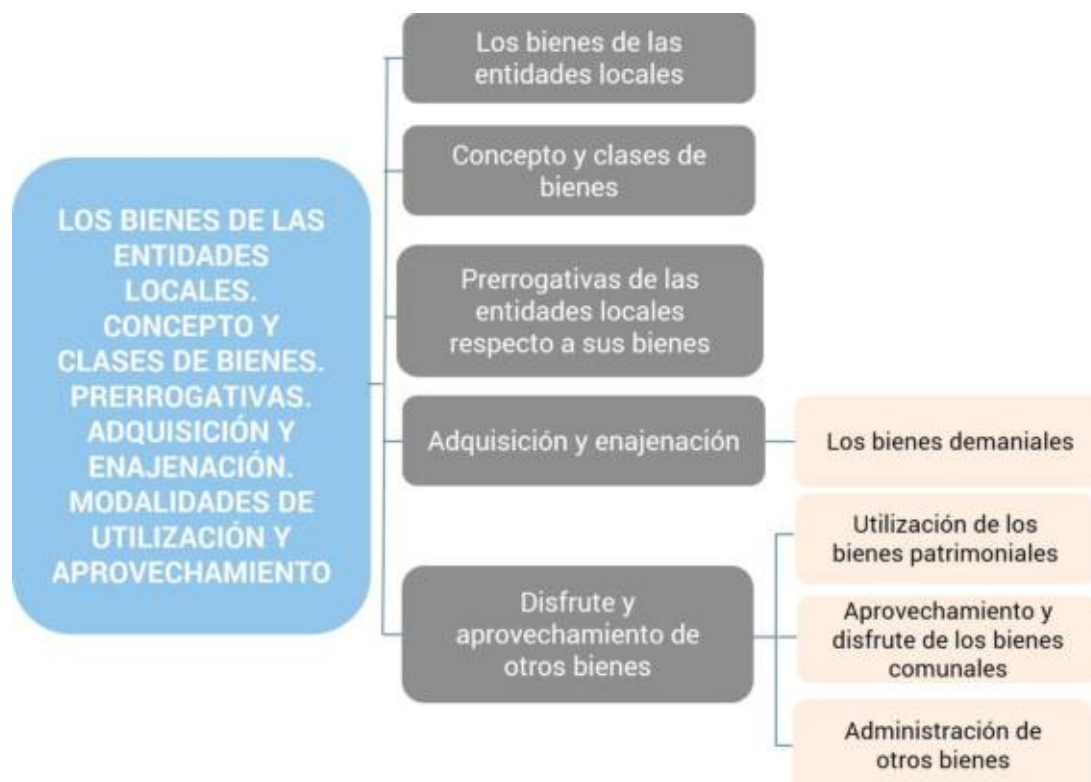 LOS BIENES DE LAS
ENTIDADES
LOCALES.
CONCEPTO Y
CLASES DE BIENES.
PRERROGATIVAS.
ADQUISICIÓN Y
ENAJENACIÓN.
MODALIDADES DE
UTILIZACIÓN Y
APROVECHAMIENTO
Los bienes de las
entidades locales
Concepto y clases de
bienes
Prerrogativas de las
entidades locales
respecto a sus bienes
Adquisición y enajenación
Los bienes demaniales
Disfrute y
aprovechamiento de
otros bienes
Utilización de los
bienes patrimoniales
Aprovechamiento y
disfrute de los bienes
comunales
Administración de
otros bienes